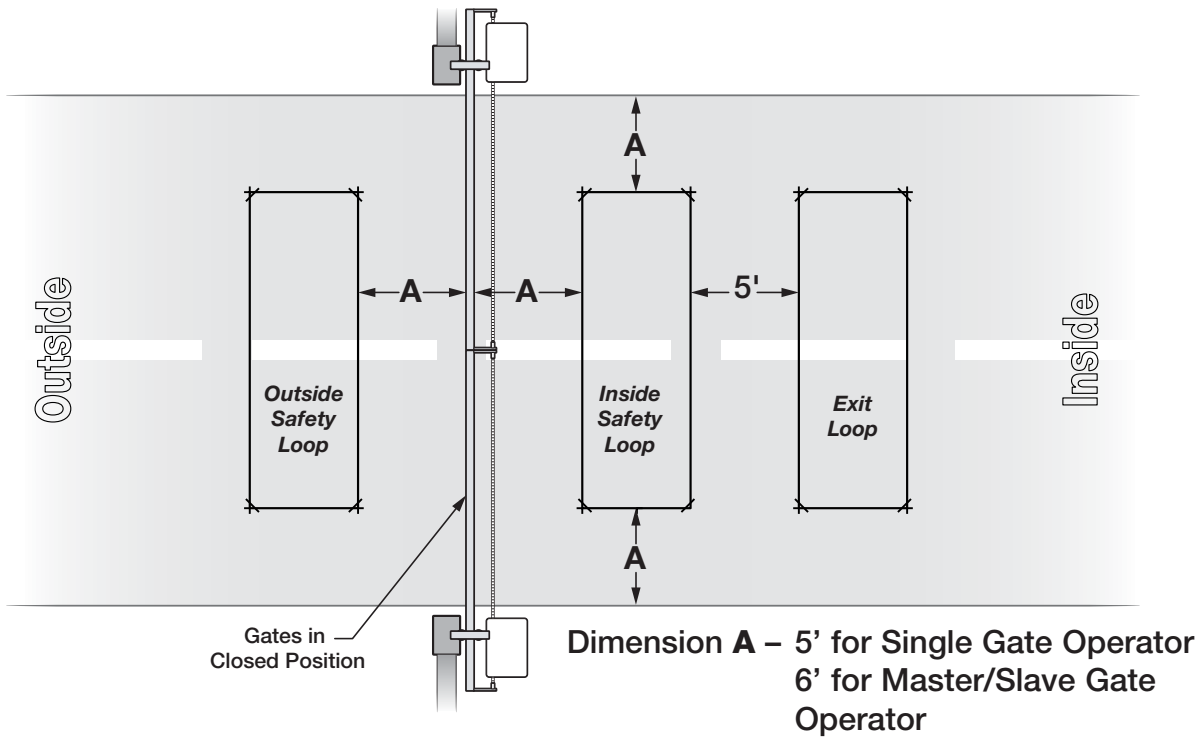 A
A
A
5'
Outside
Inside
Outside
Safety
Loop
Inside
Safety
Loop
Exit
Loop
A
Gates in
Closed Position
Dimension A – 5’ for Single Gate Operator
6’ for Master/Slave Gate
Operator